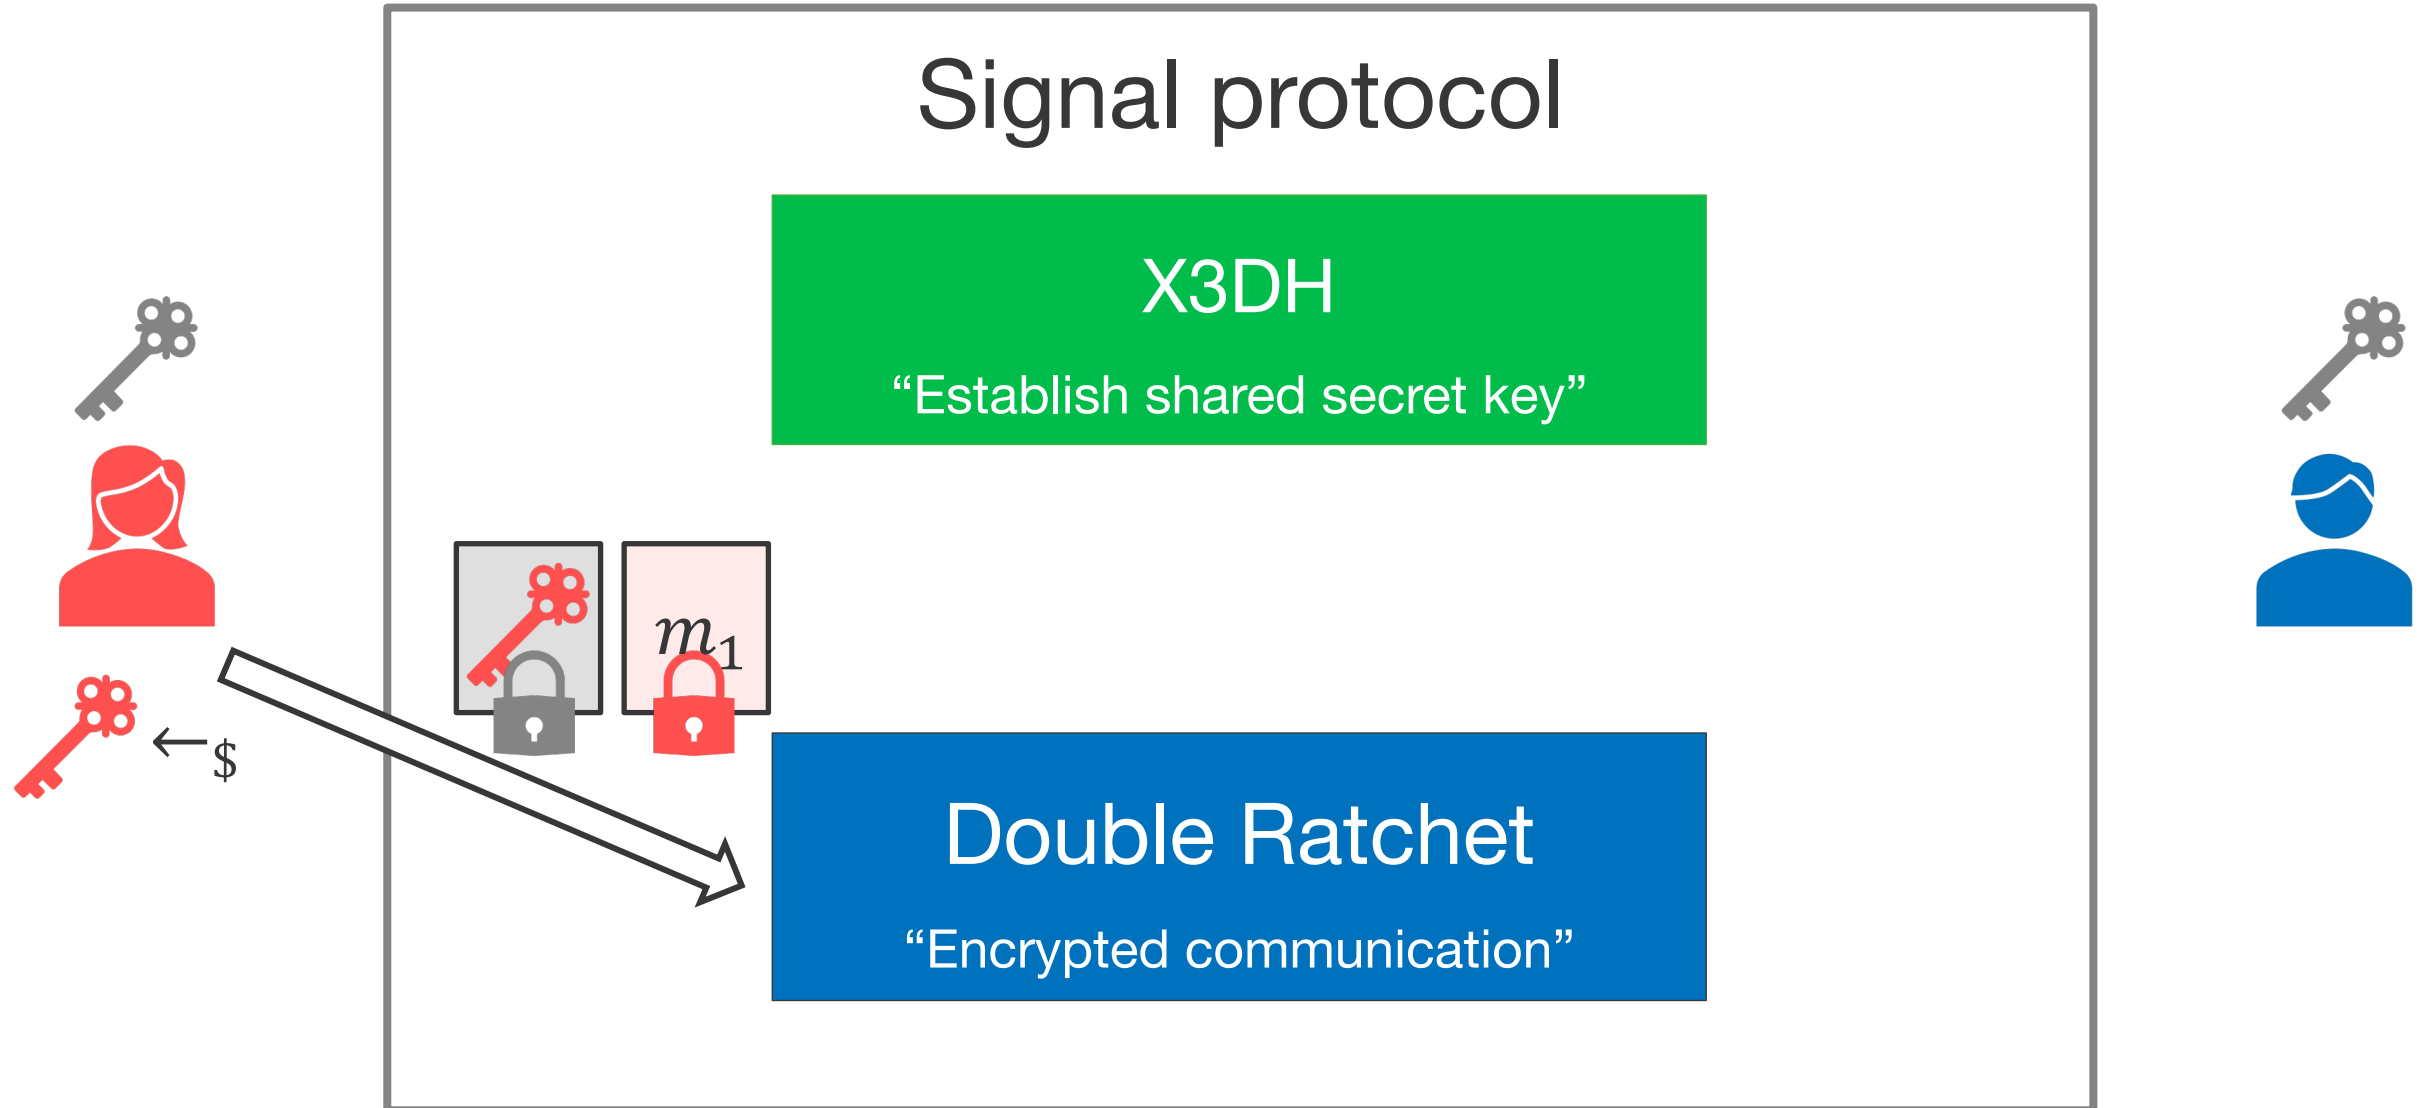 Signal protocol
X3DH
“Establish shared secret key”
m₁
←$
Double Ratchet
“Encrypted communication”